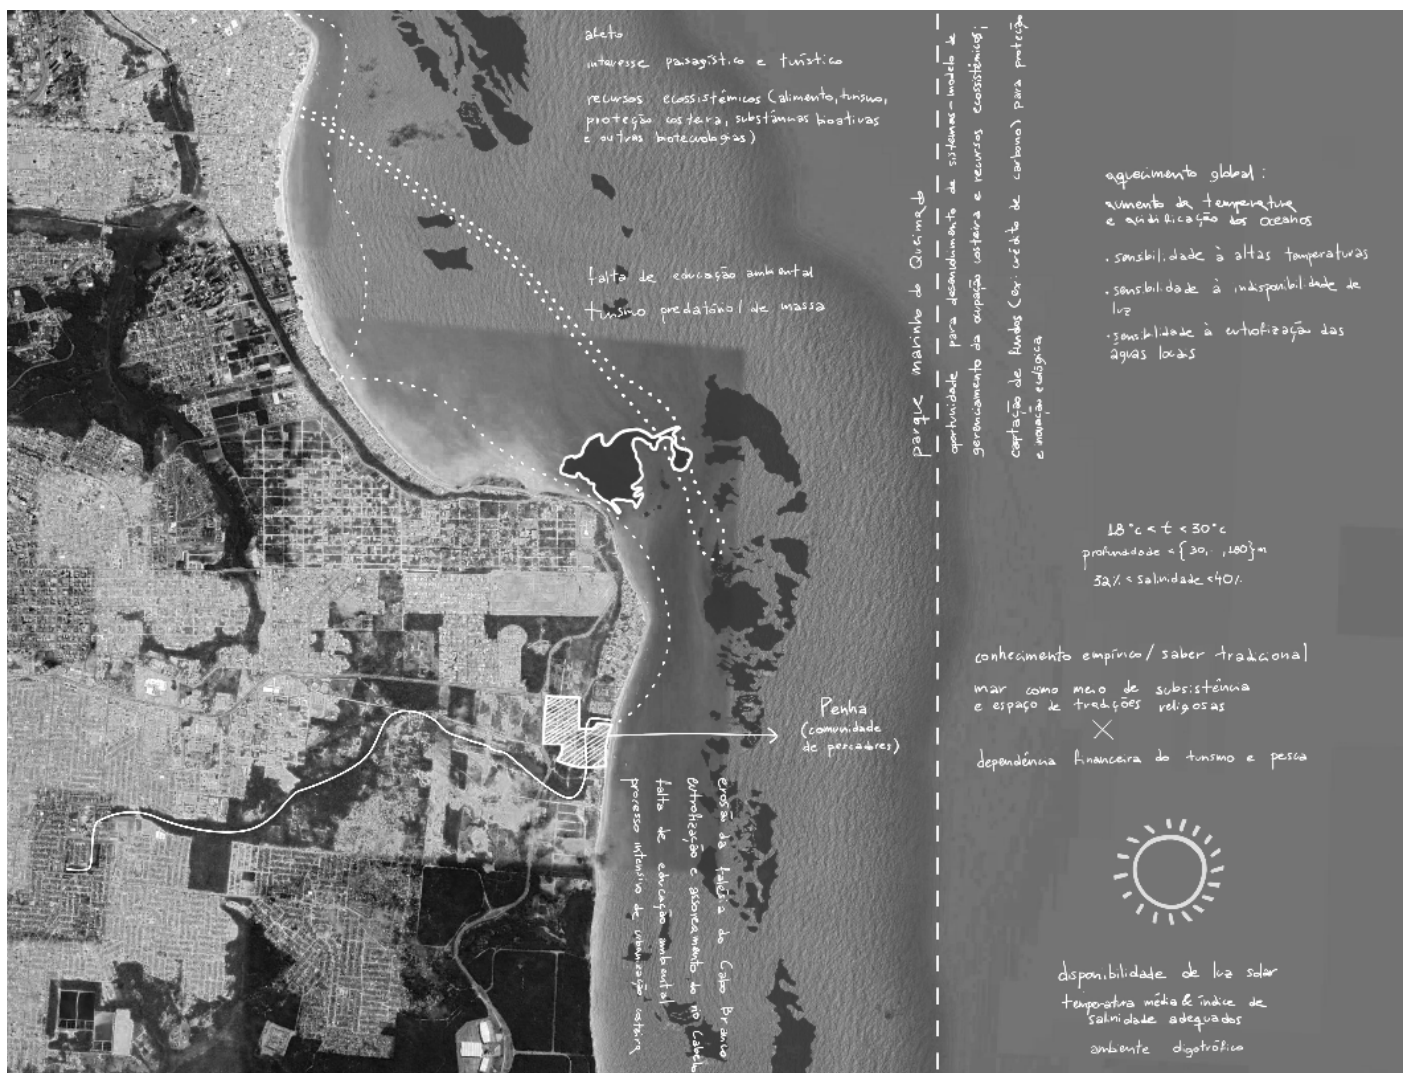 afeto
interesse paisagístico e turístico
recursos ecossistêmicos (alimento, turismo,
proteção costeira, substâncias bioativas
e outras biotecnologias)
falta de educação ambiental
turismo predatório / de massa
parque marinho do Queimado
oportunidade para desenvolvimento de sistemas-modelo de
gerenciamento da ocupação costeira e recursos ecossistêmicos;
captação de fundos (ex: crédito de carbono) para proteção
e inovação ecológica
aquecimento global:
aumento da temperatura
e acidificação dos oceanos
· sensibilidade à altas temperaturas
· sensibilidade à indisponibilidade de
luz
· sensibilidade à eutrofização das
águas locais
18°c < t < 30°c
profundidade < {30, ··, 180} m
32% < salinidade < 40%
conhecimento empírico / saber tradicional
mar como meio de subsistência
e espaço de tradições religiosas
X
dependência financeira do turismo e pesca
Penha
(comunidade
de pescadores)
erosão da falésia do Cabo Branco
eutrofização e assoreamento do rio Cabelo
falta de educação ambiental
processo intensivo de urbanização costeira
disponibilidade de luz solar
temperatura média & índice de
salinidade adequados
ambiente oligotrófico